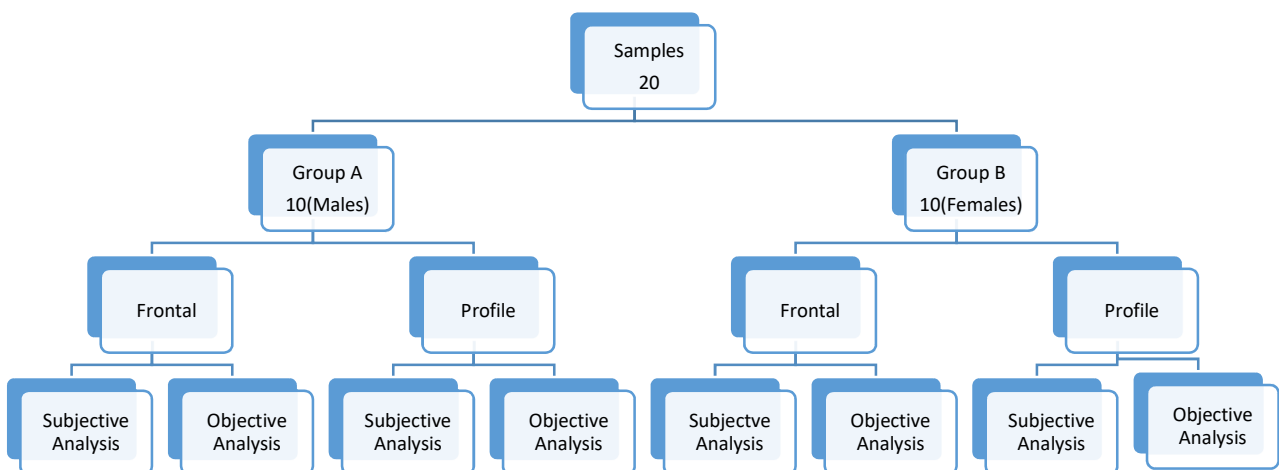 Samples
20
Group A
10(Males)
Group B
10(Females)
Frontal
Profile
Frontal
Profile
Subjective
Analysis
Objective
Analysis
Subjective
Analysis
Objective
Analysis
Subjectve
Analysis
Objective
Analysis
Subjective
Analysis
Objective
Analysis